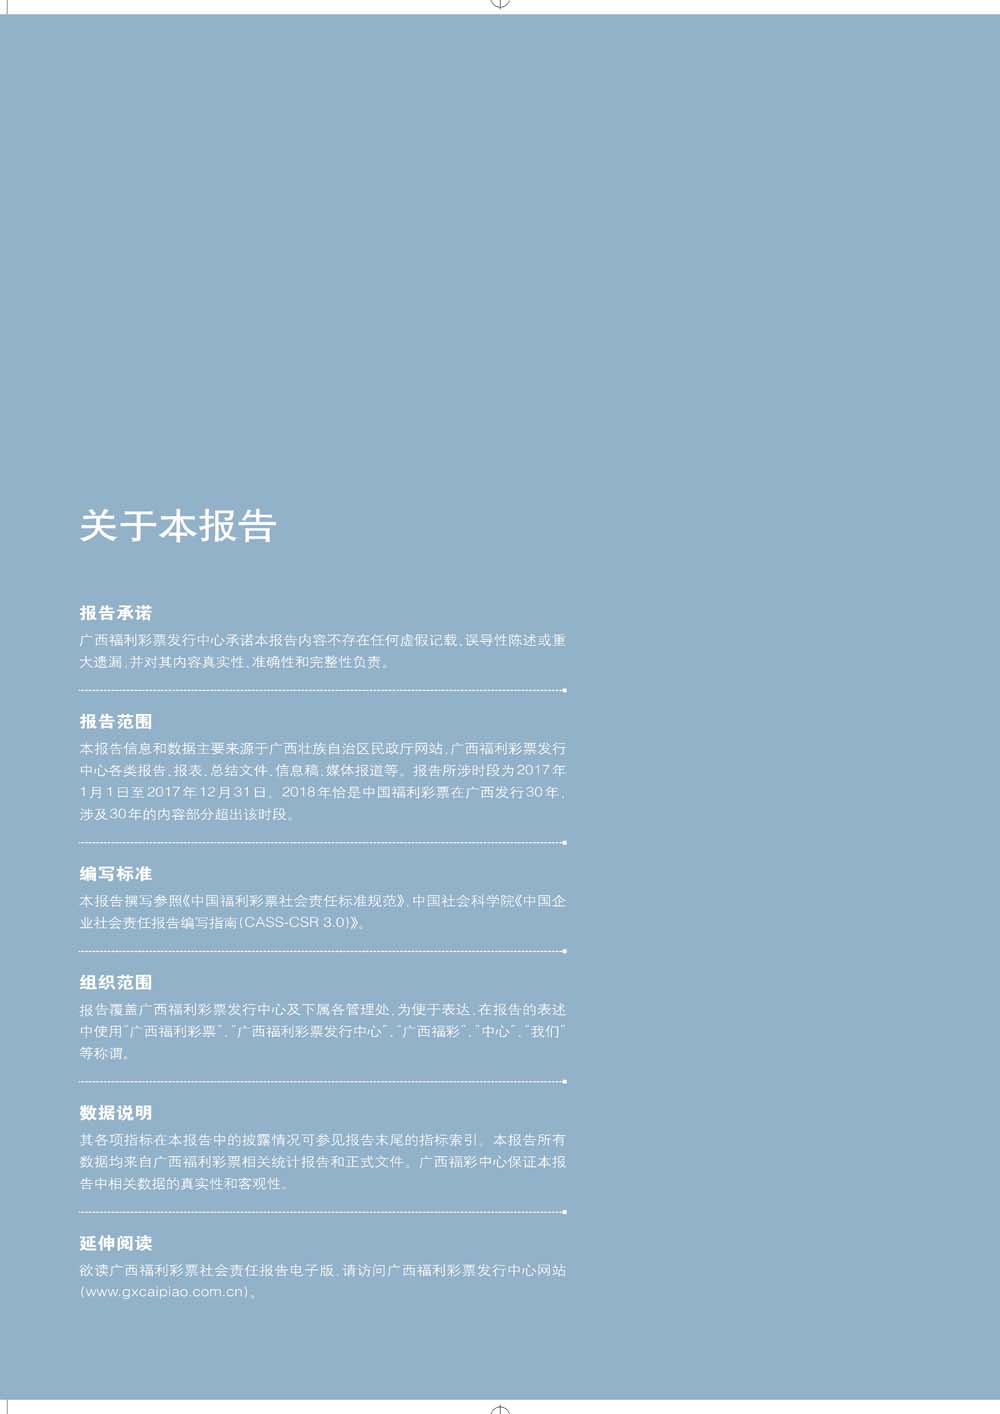 关于本报告
报告承诺
广西福利彩票发行中心承诺本报告内容不存在任何虚假记载、误导性陈述或重
大遗漏，并对其内容真实性、准确性和完整性负责。
报告范围
本报告信息和数据主要来源于广西壮族自治区民政厅网站，广西福利彩票发行
中心各类报告、报表、总结文件、信息稿、媒体报道等。报告所涉时段为2017年
1月1日至2017年12月31日。2018年恰是中国福利彩票在广西发行30年，
涉及30年的内容部分超出该时段。
编写标准
本报告撰写参照《中国福利彩票社会责任标准规范》，中国社会科学院《中国企
业社会责任报告编写指南(CASS-CSR 3.0)》。
组织范围
报告覆盖广西福利彩票发行中心及下属各管理处，为便于表达，在报告的表述
中使用“广西福利彩票”、“广西福利彩票发行中心”、“广西福彩”、“中心”、“我们”
等称谓。
数据说明
其各项指标在本报告中的披露情况可参见报告末尾的指标索引。本报告所有
数据均来自广西福利彩票相关统计报告和正式文件。广西福彩中心保证本报
告中相关数据的真实性和客观性。
延伸阅读
欲读广西福利彩票社会责任报告电子版，请访问广西福利彩票发行中心网站
(www.gxcaipiao.com.cn)。